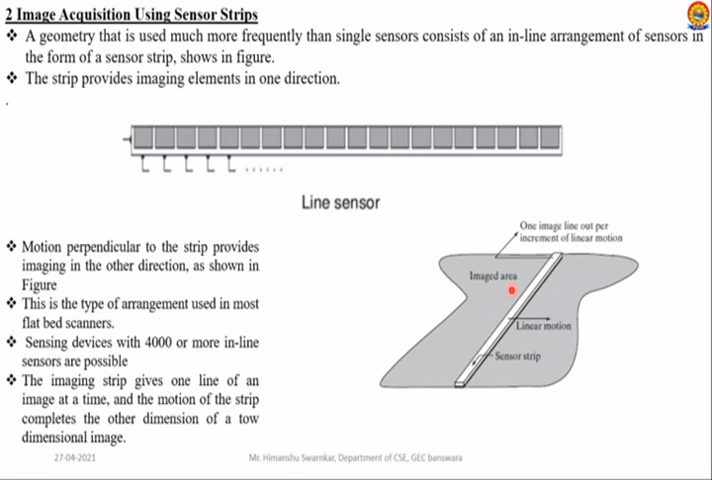 2 Image Acquisition Using Sensor Strips
❖ A geometry that is used much more frequently than single sensors consists of an in-line arrangement of sensors in
the form of a sensor strip, shows in figure.
❖ The strip provides imaging elements in one direction.
.
Line sensor
❖ Motion perpendicular to the strip provides
imaging in the other direction, as shown in
Figure
❖ This is the type of arrangement used in most
flat bed scanners.
❖ Sensing devices with 4000 or more in-line
sensors are possible
❖ The imaging strip gives one line of an
image at a time, and the motion of the strip
completes the other dimension of a tow
dimensional image.
One image line out per
increment of linear motion
Imaged area
Linear motion
Sensor strip
27-04-2021
Mr. Himanshu Swarnkar, Department of CSE, GEC banswara